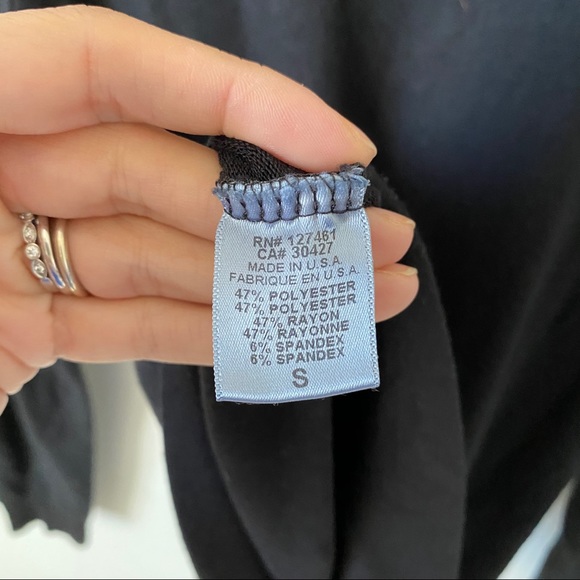 RN# 127461
CA# 30427
MADE IN U.S.A.
FABRIQUE EN U.S.A.
47% POLYESTER
47% POLYESTER
47% RAYON
47% RAYONNE
6% SPANDEX
6% SPANDEX
S